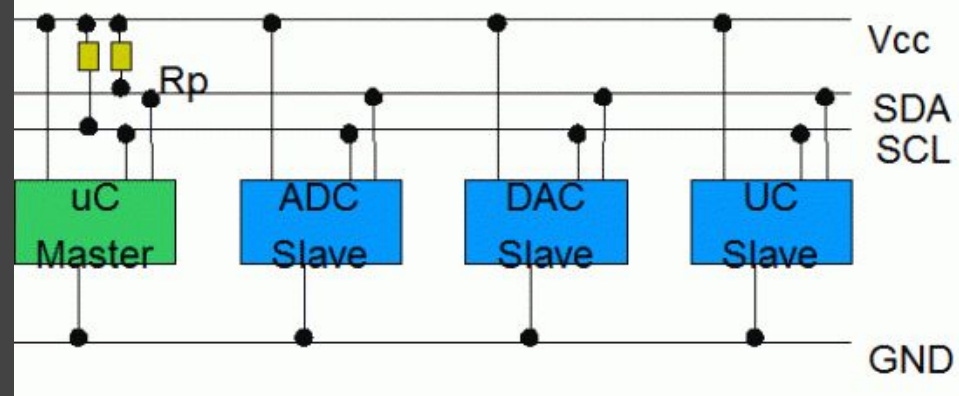 Vcc
Rp
SDA
SCL
uC
Master
ADC
Slave
DAC
Slave
UC
Slave
GND